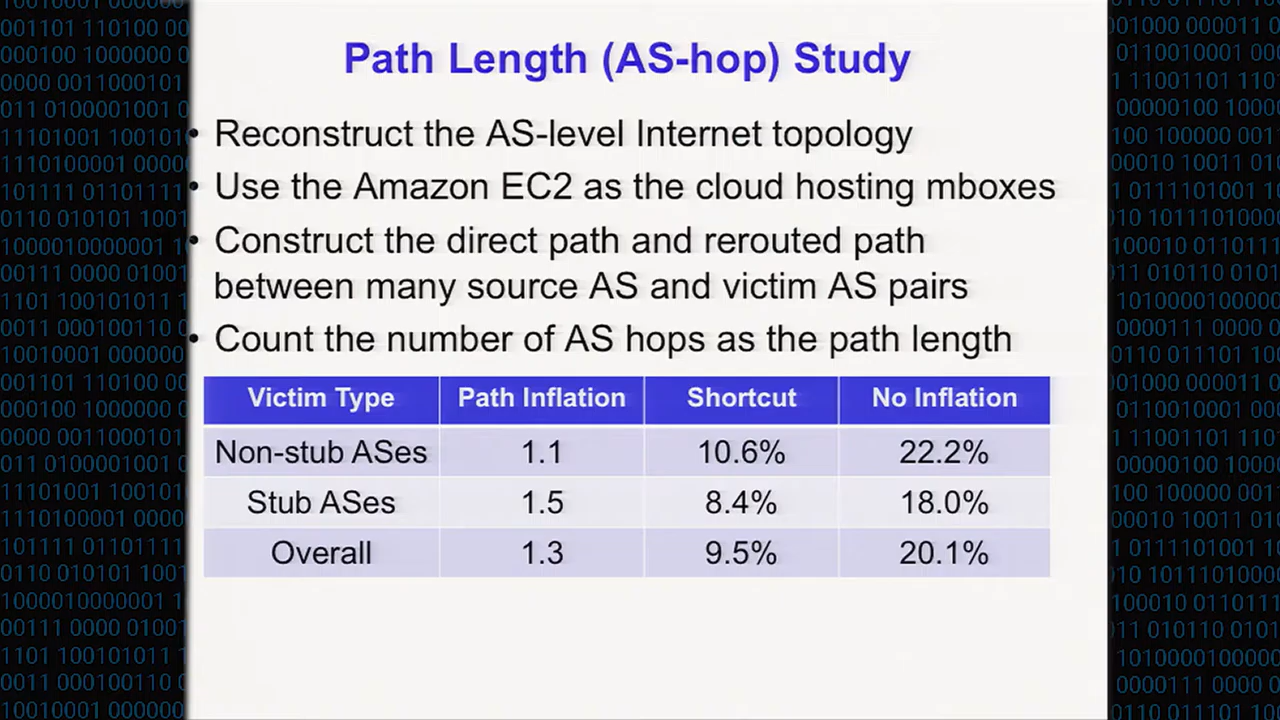 Path Length (AS-hop) Study
• Reconstruct the AS-level Internet topology
• Use the Amazon EC2 as the cloud hosting mboxes
• Construct the direct path and rerouted path
between many source AS and victim AS pairs
• Count the number of AS hops as the path length
Victim Type Path Inflation Shortcut No Inflation
Non-stub ASes 1.1 10.6% 22.2%
Stub ASes 1.5 8.4% 18.0%
Overall 1.3 9.5% 20.1%